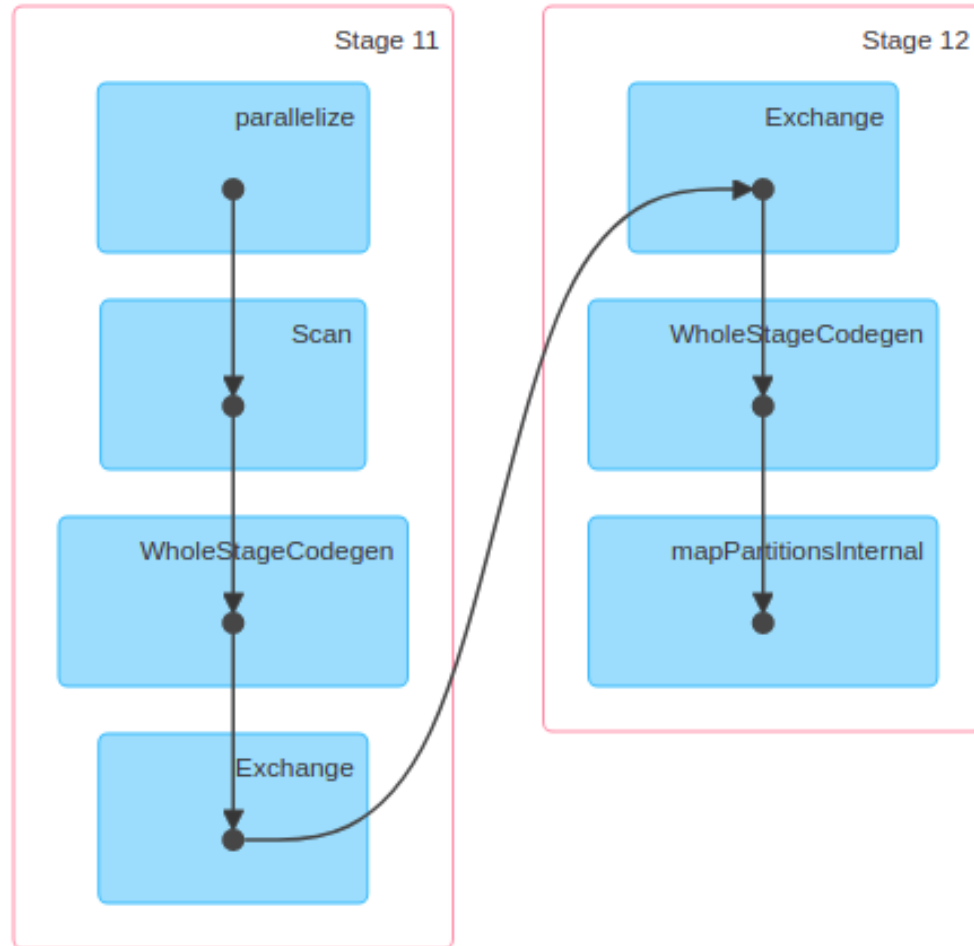 Stage 11
parallelize
Scan
WholeStageCodegen
Exchange
Stage 12
Exchange
WholeStageCodegen
mapPartitionsInternal